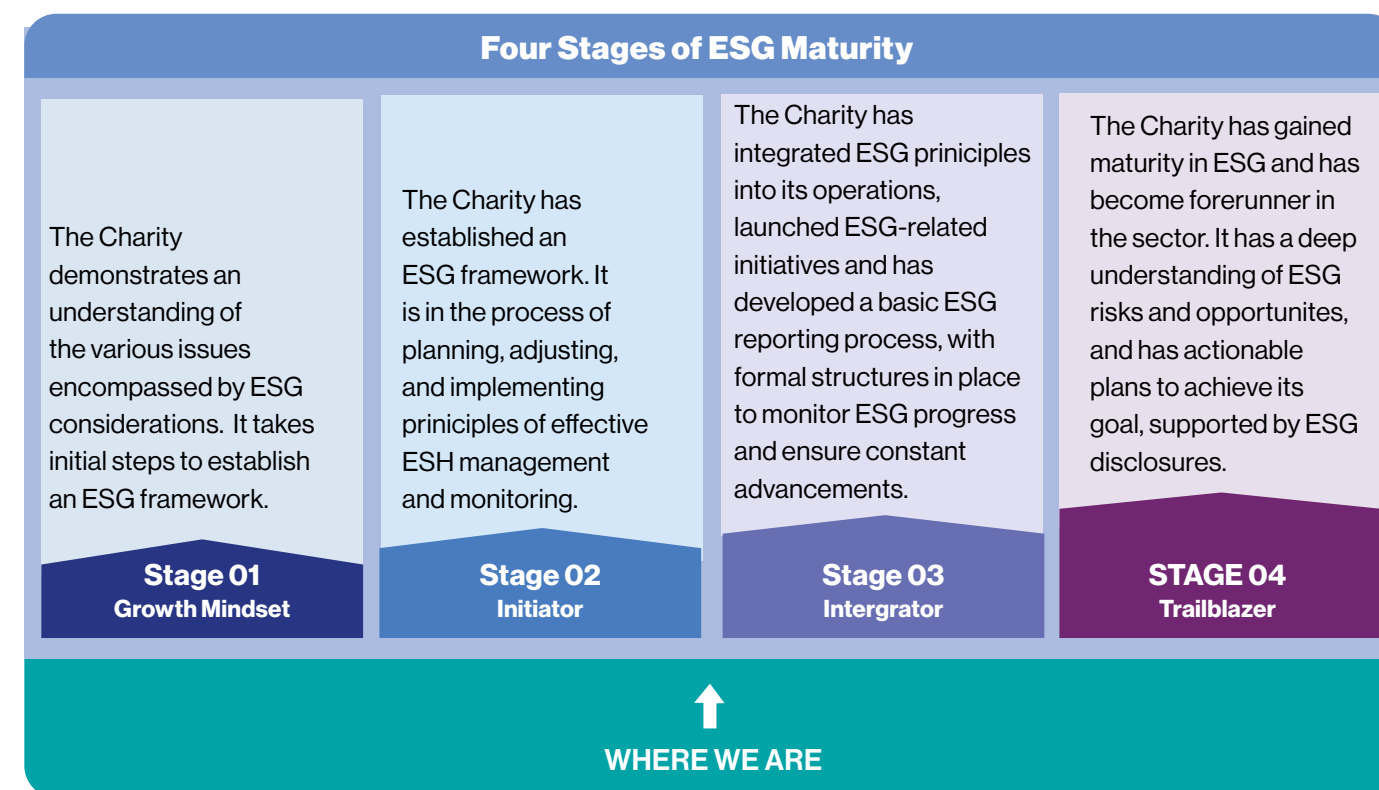 Four Stages of ESG Maturity
The Charity
demonstrates an
understanding of
the various issues
encompassed by ESG
considerations. It takes
initial steps to establish
an ESG framework.
Stage 01
Growth Mindset
The Charity has
established an
ESG framework. It
is in the process of
planning, adjusting,
and implementing
priniciples of effective
ESH management
and monitoring.
Stage 02
Initiator
The Charity has
integrated ESG priniciples
into its operations,
launched ESG-related
initiatives and has
developed a basic ESG
reporting process, with
formal structures in place
to monitor ESG progress
and ensure constant
advancements.
Stage 03
Intergrator
The Charity has gained
maturity in ESG and has
become forerunner in
the sector. It has a deep
understanding of ESG
risks and opportunites,
and has actionable
plans to achieve its
goal, supported by ESG
disclosures.
STAGE 04
Trailblazer
WHERE WE ARE